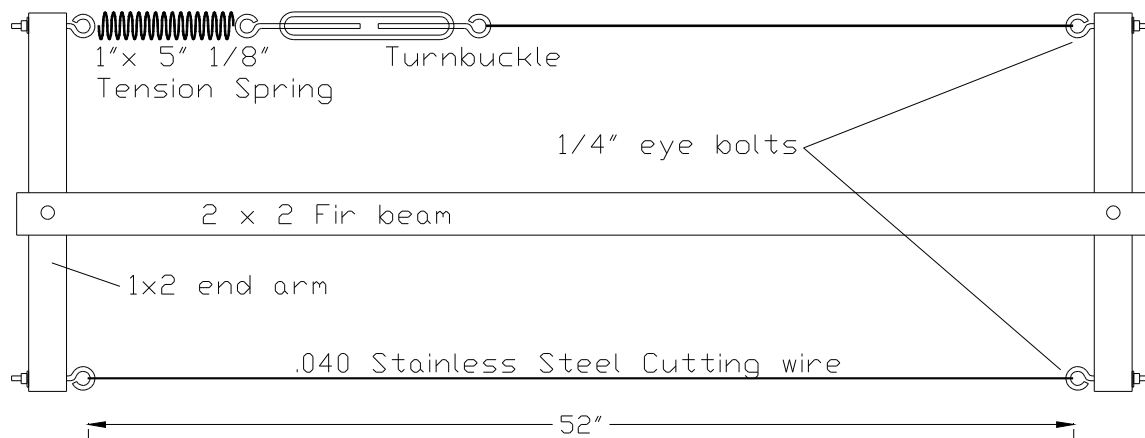 1"x 5" 1/8"
Tension Spring
Turnbuckle
1/4" eye bolts
2 x 2 Fir beam
1x2 end arm
.040 Stainless Steel Cutting wire
52"